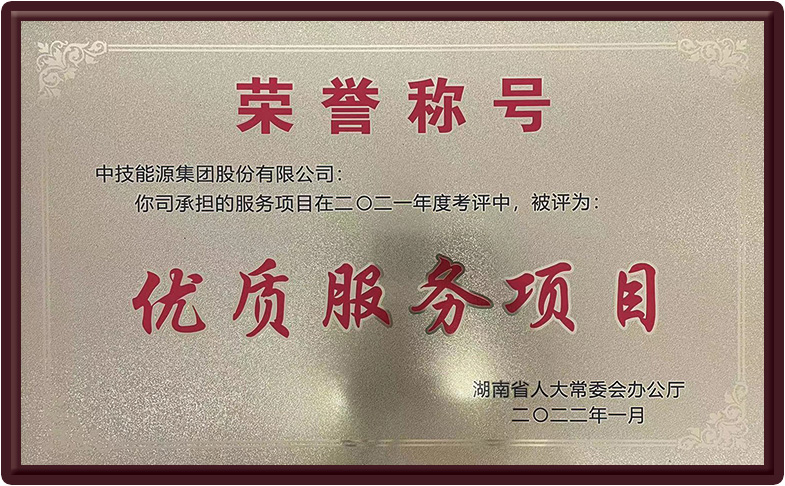 荣誉称号
中技能源集团股份有限公司：
你司承担的服务项目在二〇二一年度考评中，被评为：
优质服务项目
湖南省人大常委会办公厅
二〇二二年一月